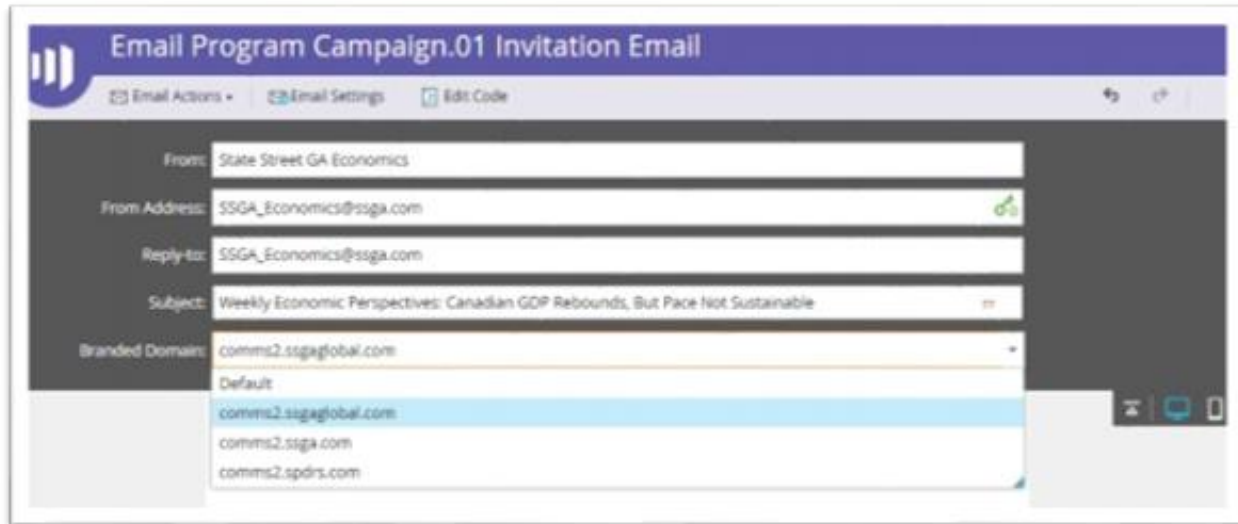 Email Program Campaign.01 Invitation Email
Email Actions Email Settings Edit Code
From: State Street GA Economics
From Address: SSGA_Economics@ssga.com
Reply-to: SSGA_Economics@ssga.com
Subject: Weekly Economic Perspectives: Canadian GDP Rebounds, But Pace Not Sustainable
Branded Domain: comms2.ssgaglobal.com
Default
comms2.ssgaglobal.com
comms2.ssga.com
comms2.spdrs.com